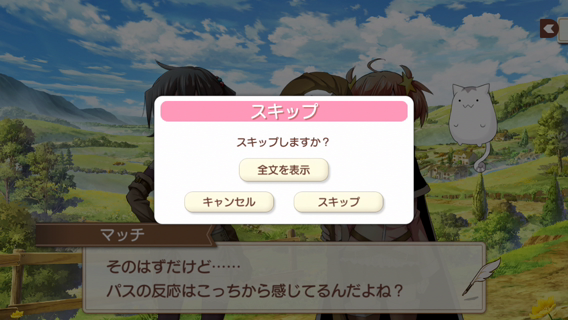 スキップ
スキップしますか？
全文を表示
キャンセル
スキップ
マッチ
そのはずだけど……
パスの反応はこっちから感じてるんだよね？